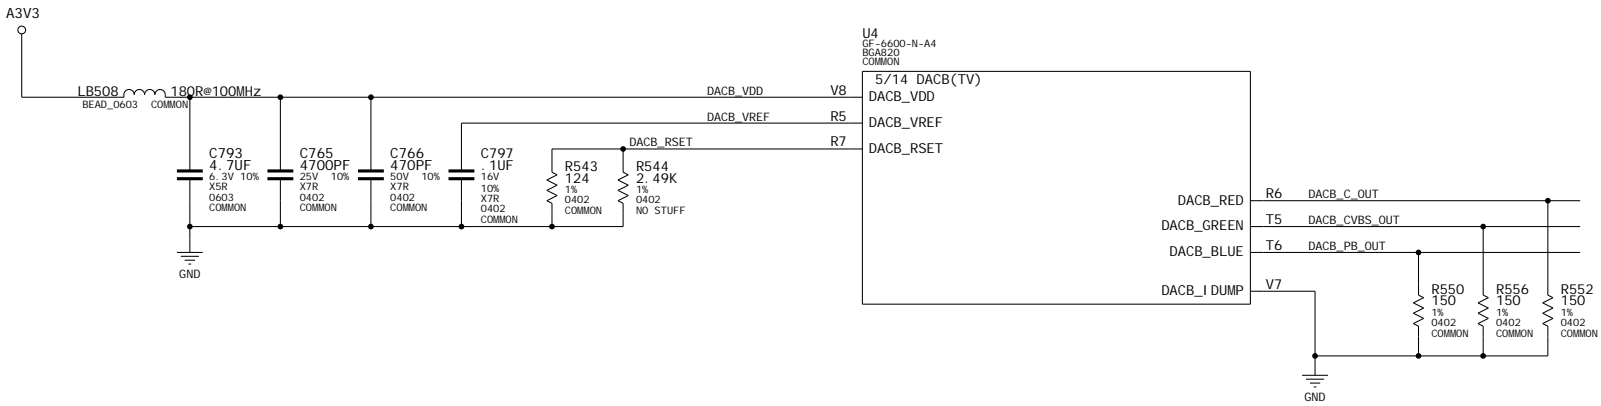 A3V3
U4
GF-6600-N-A4
BGA820
COMMON
5/14 DACB(TV)
LB508 180R@100MHz
BEAD_0603 COMMON
DACB_VDD V8 DACB_VDD
DACB_VREF R5 DACB_VREF
DACB_RSET R7 DACB_RSET
C793
4.7UF
6.3V 10%
X5R
0603
COMMON
C765
4700PF
25V 10%
X7R
0402
COMMON
C766
470PF
50V 10%
X7R
0402
COMMON
C797
.1UF
16V
10%
X7R
0402
COMMON
R543
124
1%
0402
COMMON
R544
2.49K
1%
0402
NO STUFF
GND
DACB_RED R6 DACB_C_OUT
DACB_GREEN T5 DACB_CVBS_OUT
DACB_BLUE T6 DACB_PB_OUT
DACB_IDUMP V7
R550
150
1%
0402
COMMON
R556
150
1%
0402
COMMON
R552
150
1%
0402
COMMON
GND